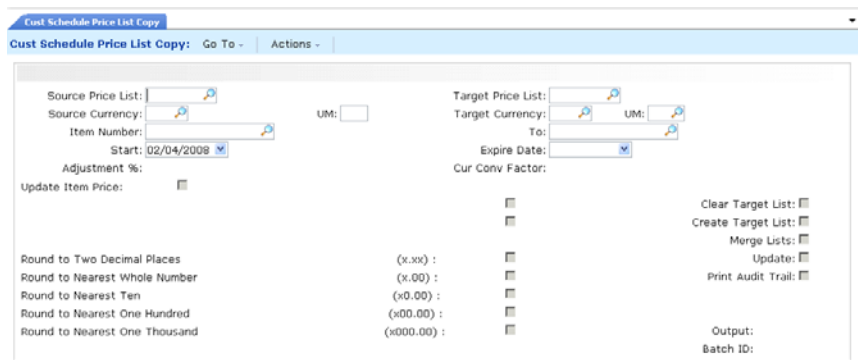 Cust Schedule Price List Copy
Cust Schedule Price List Copy: Go To Actions
Source Price List: Target Price List:
Source Currency: UM: Target Currency: UM:
Item Number: To:
Start: 02/04/2008 Expire Date:
Adjustment %: Cur Conv Factor:
Update Item Price:
Clear Target List:
Create Target List:
Merge Lists:
Round to Two Decimal Places (x.xx) : Update:
Round to Nearest Whole Number (x.00) : Print Audit Trail:
Round to Nearest Ten (x0.00) :
Round to Nearest One Hundred (x00.00) :
Round to Nearest One Thousand (x000.00) : Output:
Batch ID: